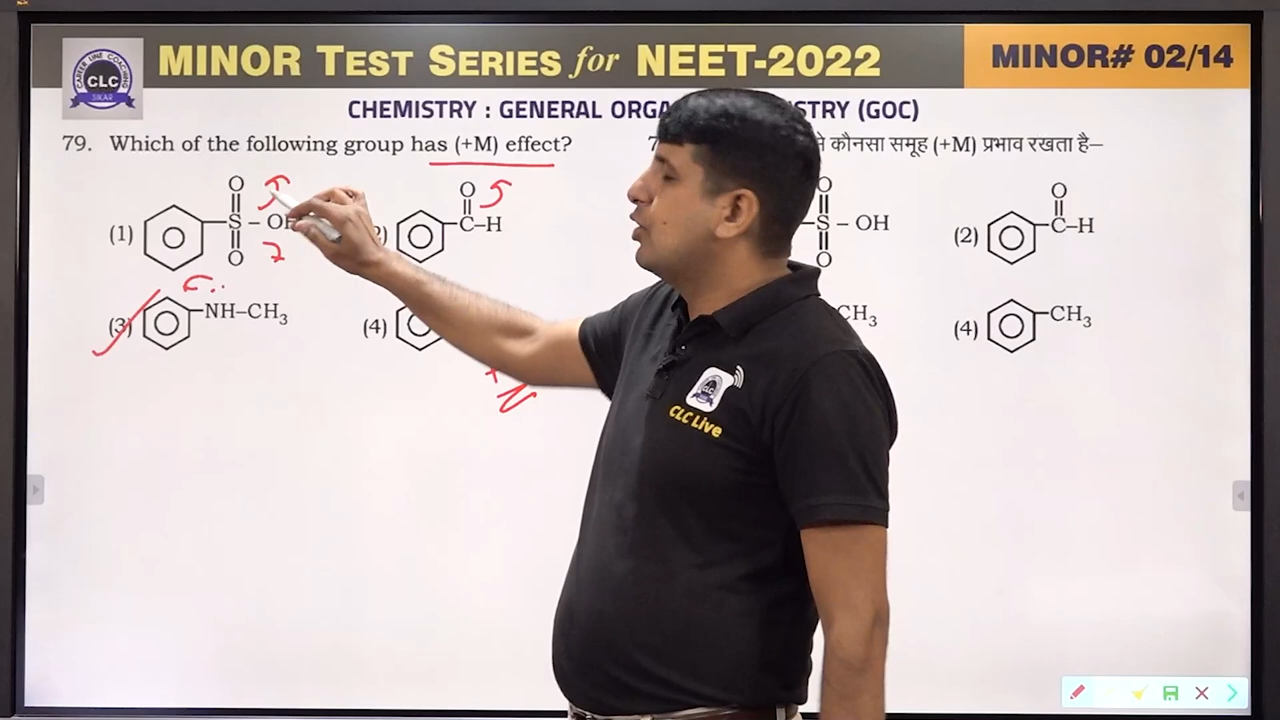 MINOR TEST SERIES for NEET-2022
MINOR# 02/14
CLC
SIKAR
CHEMISTRY : GENERAL
(GOC)
79. Which of the following group has (+M) effect?
कौनसा समूह (+M) प्रभाव रखता है–
(1)
O
S – OH
O
(2)
O
C–H
(3)
NH–CH3
(4)
O
S – OH
O
(2)
O
C–H
CH3
(4)
CH3
CLC
CLC Live